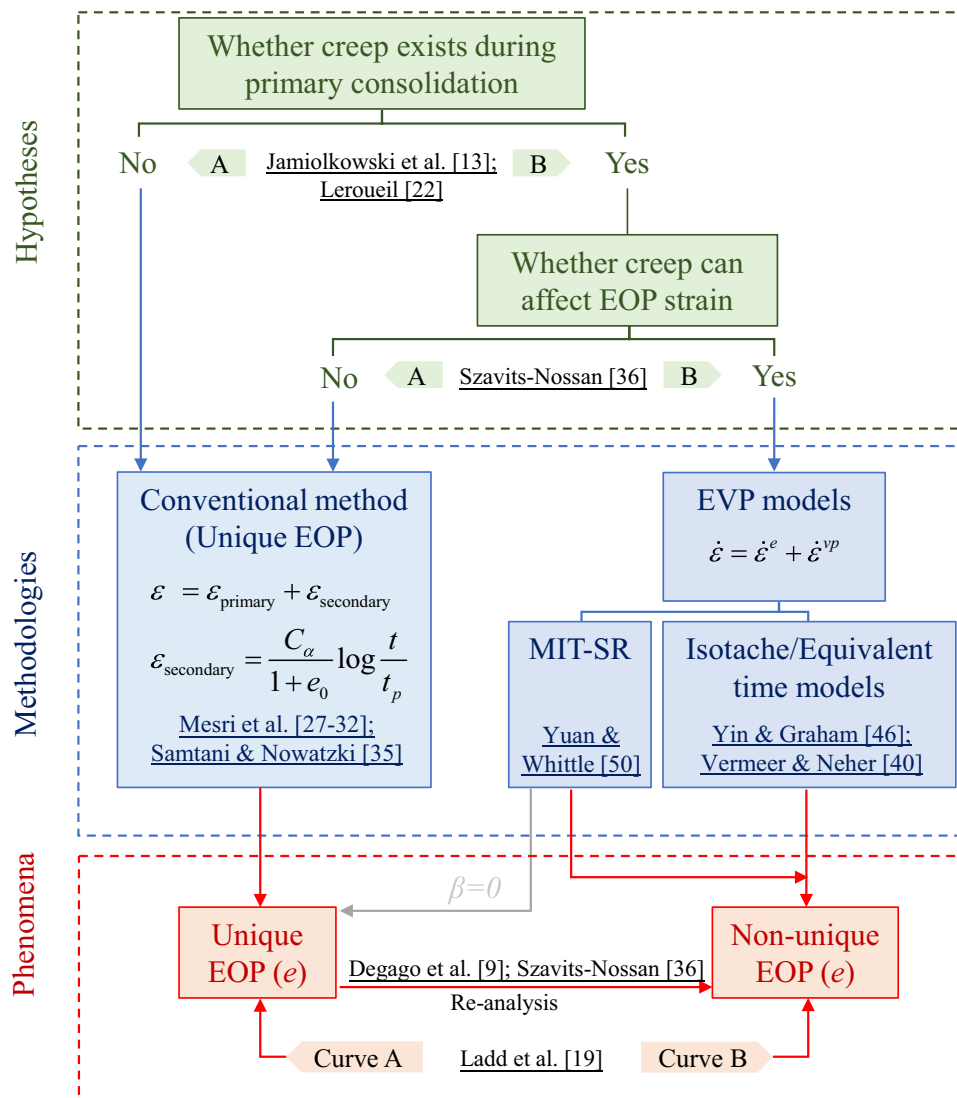 Hypotheses
Whether creep exists during
primary consolidation
No
A
Jamiolkowski et al. [13];
Leroueil [22]
B
Yes
Whether creep can
affect EOP strain
No
A
Szavits-Nossan [36]
B
Yes
Methodologies
Conventional method
(Unique EOP)
ε = ε_primary + ε_secondary
ε_secondary = C_α / (1 + e_0) log t / t_p
Mesri et al. [27-32];
Samtani & Nowatzki [35]
EVP models
ε̇ = ε̇^e + ε̇^vp
MIT-SR
Yuan &
Whittle [50]
Isotache/Equivalent
time models
Yin & Graham [46];
Vermeer & Neher [40]
Phenomena
β=0
Unique
EOP (e)
Degago et al. [9]; Szavits-Nossan [36]
Re-analysis
Non-unique
EOP (e)
Curve A
Ladd et al. [19]
Curve B